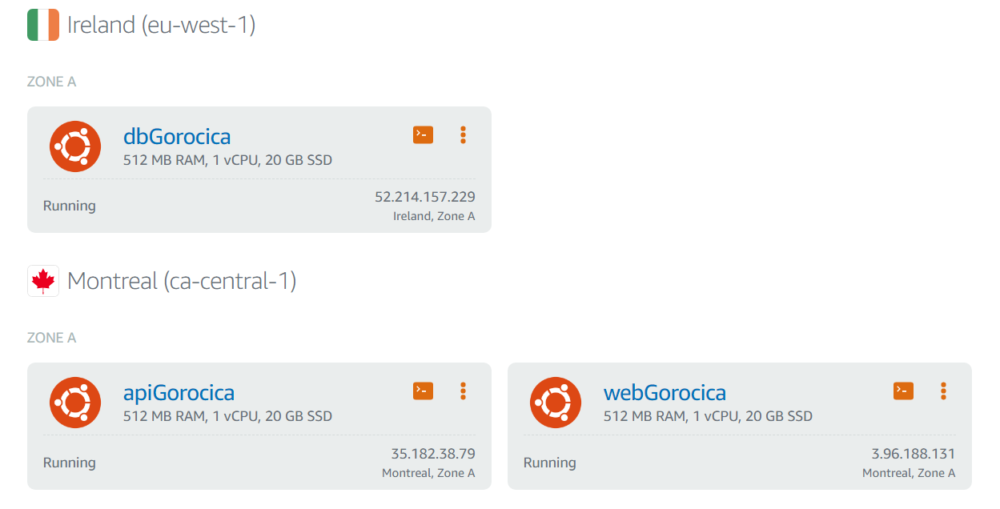 Ireland (eu-west-1)
ZONE A
dbGorocica
512 MB RAM, 1 vCPU, 20 GB SSD
Running
52.214.157.229
Ireland, Zone A
Montreal (ca-central-1)
ZONE A
apiGorocica
512 MB RAM, 1 vCPU, 20 GB SSD
Running
35.182.38.79
Montreal, Zone A
webGorocica
512 MB RAM, 1 vCPU, 20 GB SSD
Running
3.96.188.131
Montreal, Zone A